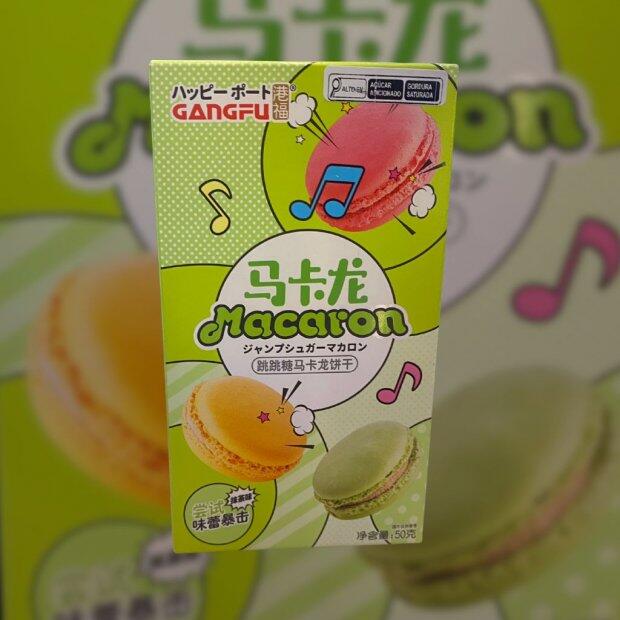 ハッピー ポート
GANGFU
港福
®
ALTO EM
AÇÚCAR ADICIONADO
GORDURA SATURADA
马卡龙
Macaron
ジャンプシュガーマカロン
跳跳糖马卡龙饼干
尝试
抹茶味
味蕾暴击
净含量:50克